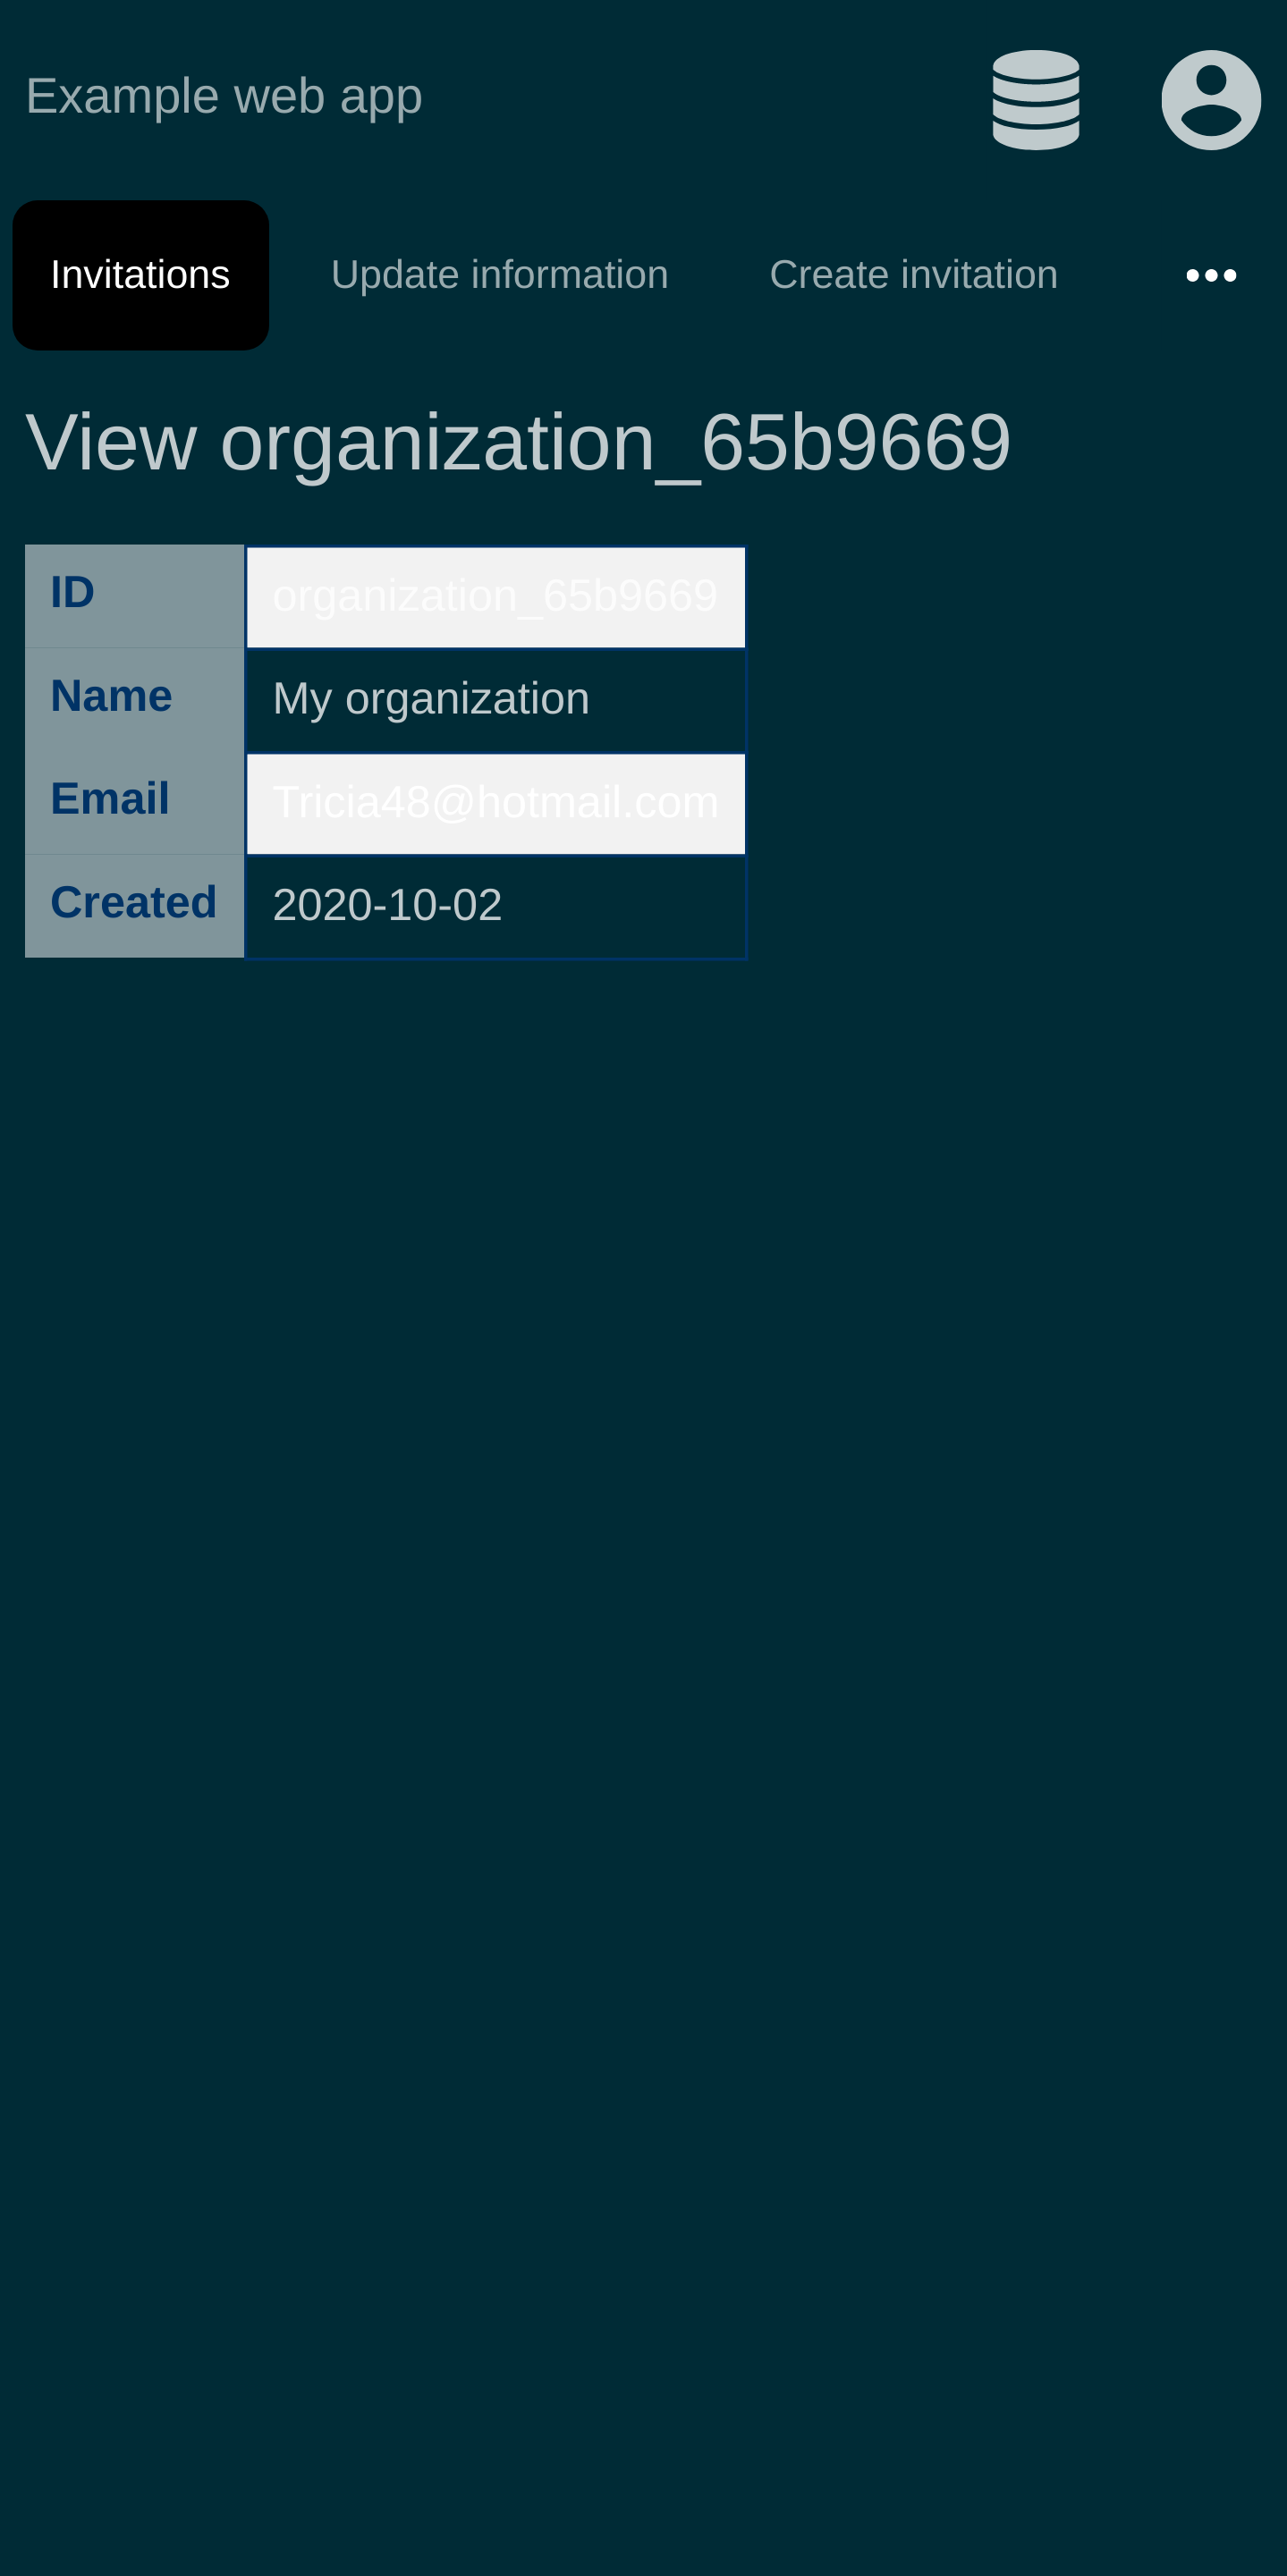 Example web app
Invitations Update information Create invitation
View organization_65b9669
ID organization_65b9669
Name My organization
Email Tricia48@hotmail.com
Created 2020-10-02